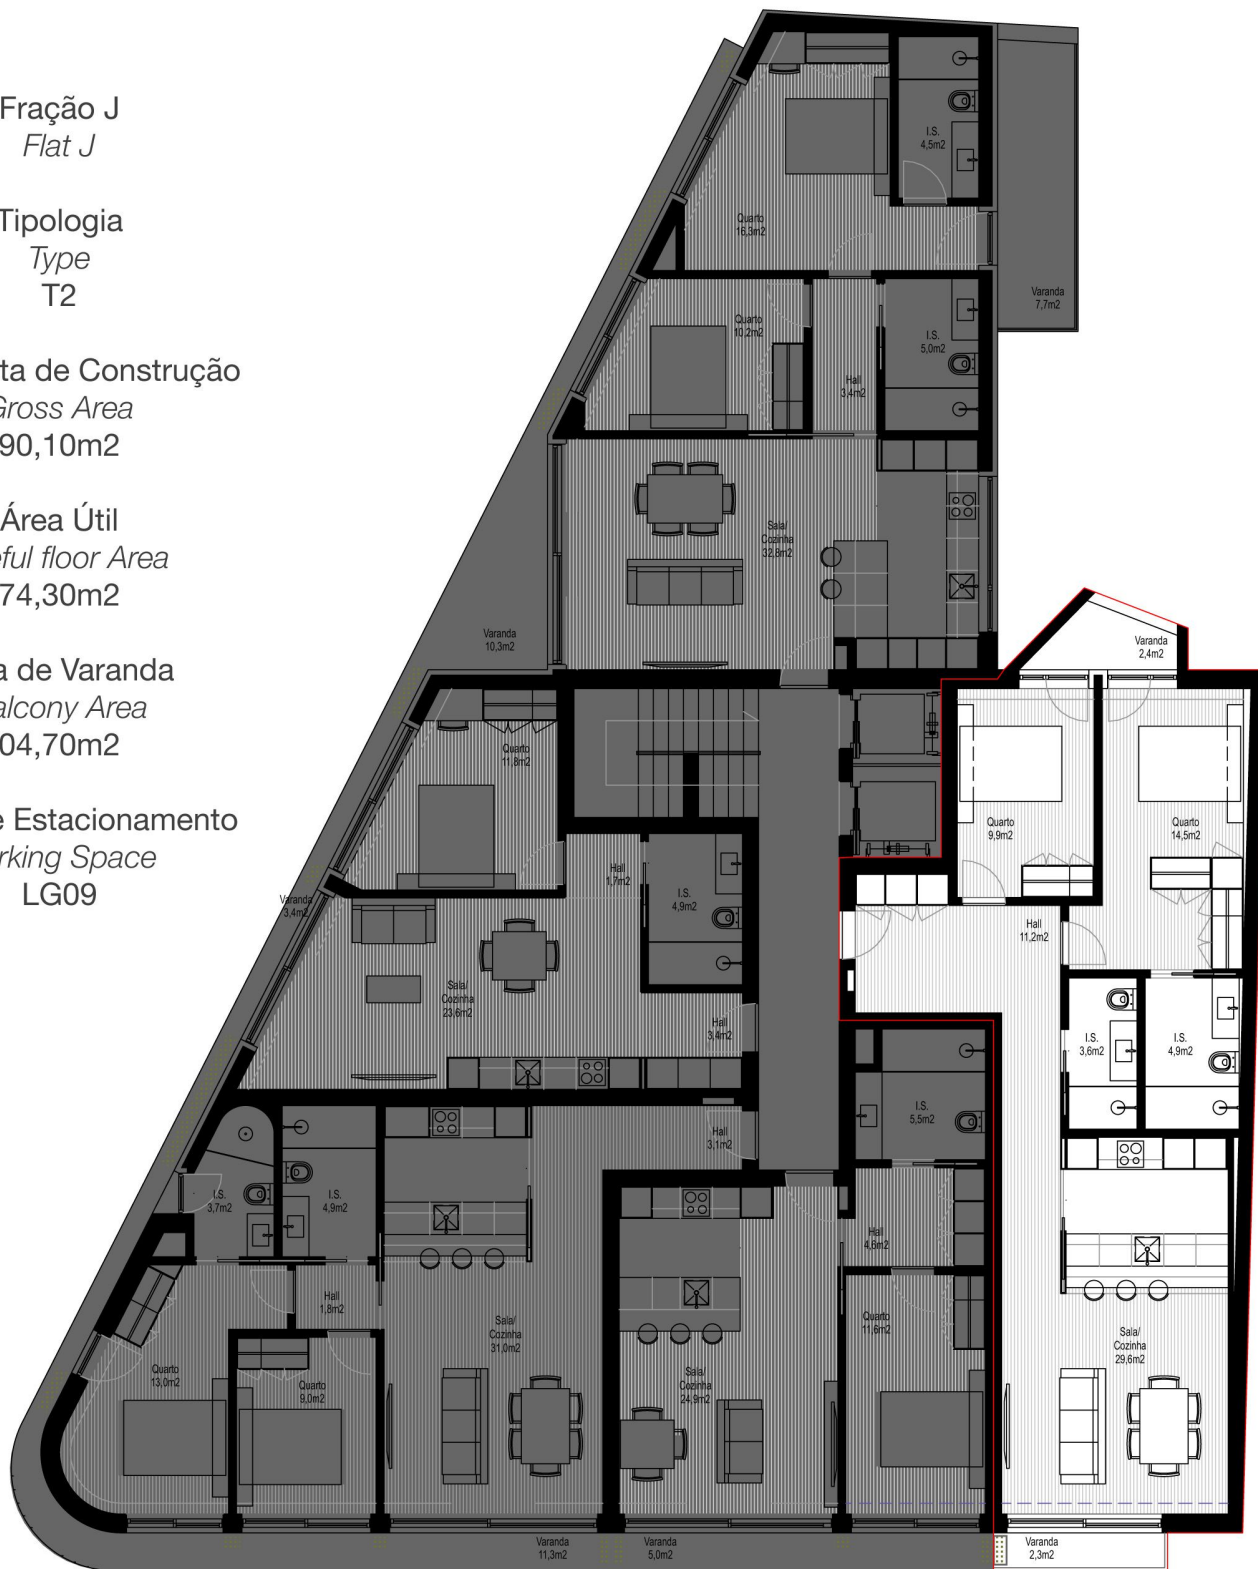 Fração J
Flat J
Tipologia
Type
T2
ta de Construção
Gross Area
90,10m2
Área Útil
eful floor Area
74,30m2
a de Varanda
alcony Area
04,70m2
e Estacionamento
rking Space
LG09
I.S.
4,5m2
Quarto
16,3m2
Varanda
7,7m2
Quarto
10,2m2
I.S.
5,0m2
Hall
3,4m2
Sala/
Cozinha
32,8m2
Varanda
10,3m2
Varanda
2,4m2
Quarto
11,8m2
Quarto
9,9m2
Quarto
14,5m2
Hall
1,7m2
I.S.
4,9m2
Varanda
3,4m2
Hall
11,2m2
Sala/
Cozinha
23,6m2
Hall
3,4m2
I.S.
3,6m2
I.S.
4,9m2
I.S.
5,5m2
Hall
3,1m2
I.S.
3,7m2
I.S.
4,9m2
Hall
4,6m2
Hall
1,8m2
Sala/
Cozinha
31,0m2
Quarto
11,6m2
Sala/
Cozinha
29,6m2
Quarto
13,0m2
Quarto
9,0m2
Sala/
Cozinha
24,9m2
Varanda
11,3m2
Varanda
5,0m2
Varanda
2,3m2